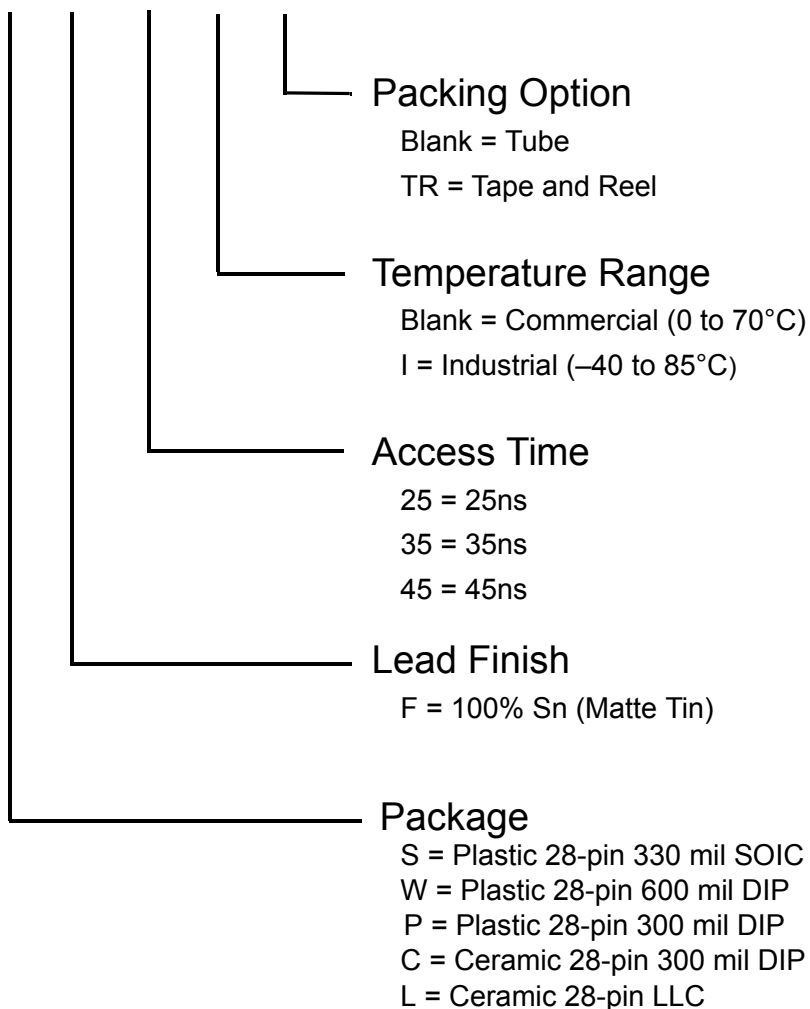 Packing Option
Blank = Tube
TR = Tape and Reel
Temperature Range
Blank = Commercial (0 to 70°C)
I = Industrial (–40 to 85°C)
Access Time
25 = 25ns
35 = 35ns
45 = 45ns
Lead Finish
F = 100% Sn (Matte Tin)
Package
S = Plastic 28-pin 330 mil SOIC
W = Plastic 28-pin 600 mil DIP
P = Plastic 28-pin 300 mil DIP
C = Ceramic 28-pin 300 mil DIP
L = Ceramic 28-pin LLC